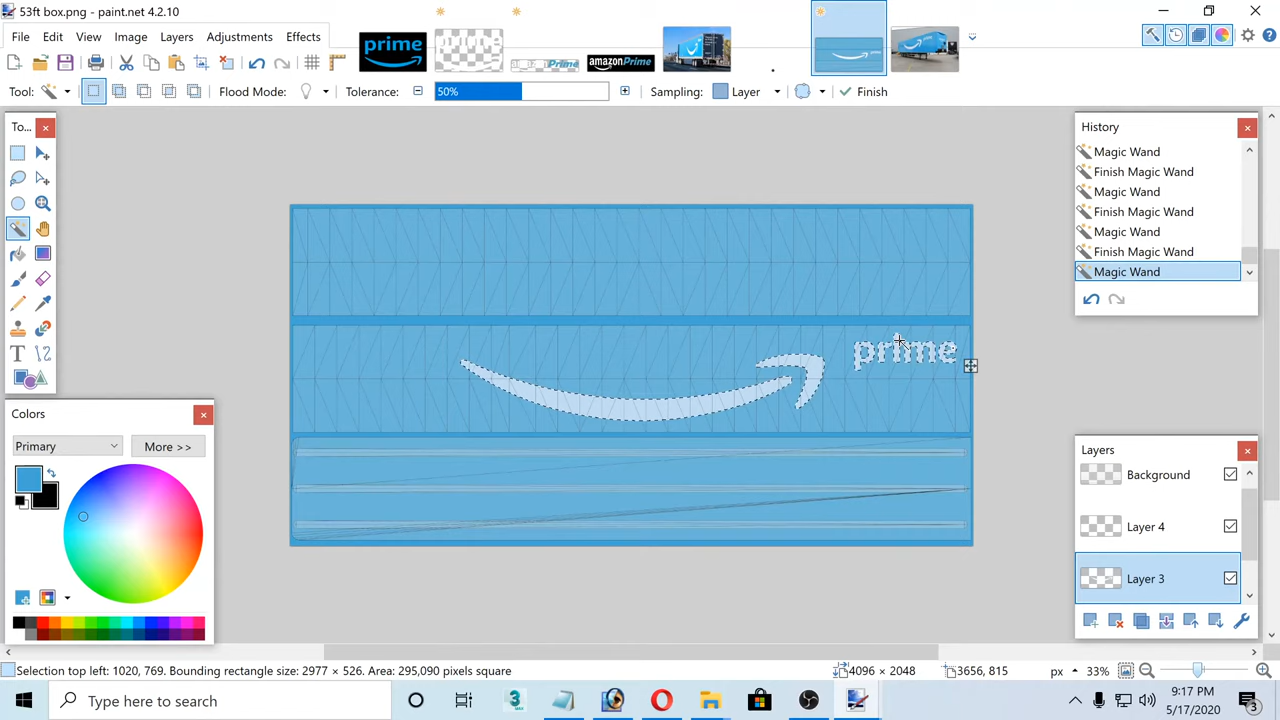 53ft box.png - paint.net 4.2.10
File Edit View Image Layers Adjustments Effects
prime
prime
Prime
amazonPrime
Tool: Flood Mode: Tolerance: 50% Sampling: Layer Finish
To...
History
Magic Wand
Finish Magic Wand
Magic Wand
Finish Magic Wand
Magic Wand
Finish Magic Wand
Magic Wand
prime
Colors
Primary
More >>
Layers
Background
Layer 4
Layer 3
Selection top left: 1020, 769. Bounding rectangle size: 2977 × 526. Area: 295,090 pixels square
4096 × 2048
3656, 815
px
33%
Type here to search
9:17 PM
5/17/2020
3